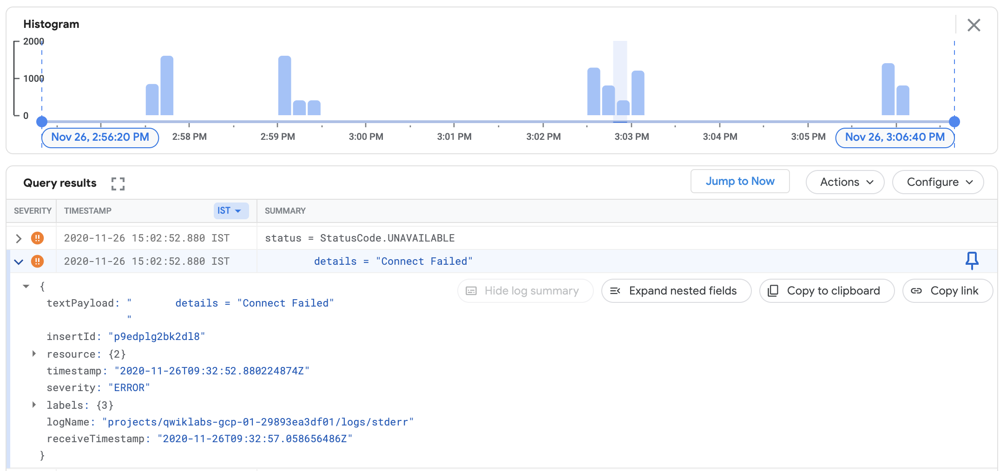 Histogram
2000
1000
0
Nov 26, 2:56:20 PM 2:58 PM 2:59 PM 3:00 PM 3:01 PM 3:02 PM 3:03 PM 3:04 PM 3:05 PM Nov 26, 3:06:40 PM
Query results Jump to Now Actions Configure
SEVERITY TIMESTAMP IST SUMMARY
!! 2020-11-26 15:02:52.880 IST status = StatusCode.UNAVAILABLE
!! 2020-11-26 15:02:52.880 IST details = "Connect Failed"
{ Hide log summary Expand nested fields Copy to clipboard Copy link
textPayload: " details = "Connect Failed"
"
insertId: "p9edplg2bk2dl8"
resource: {2}
timestamp: "2020-11-26T09:32:52.880224874Z"
severity: "ERROR"
labels: {3}
logName: "projects/qwiklabs-gcp-01-29893ea3df01/logs/stderr"
receiveTimestamp: "2020-11-26T09:32:57.058656486Z"
}